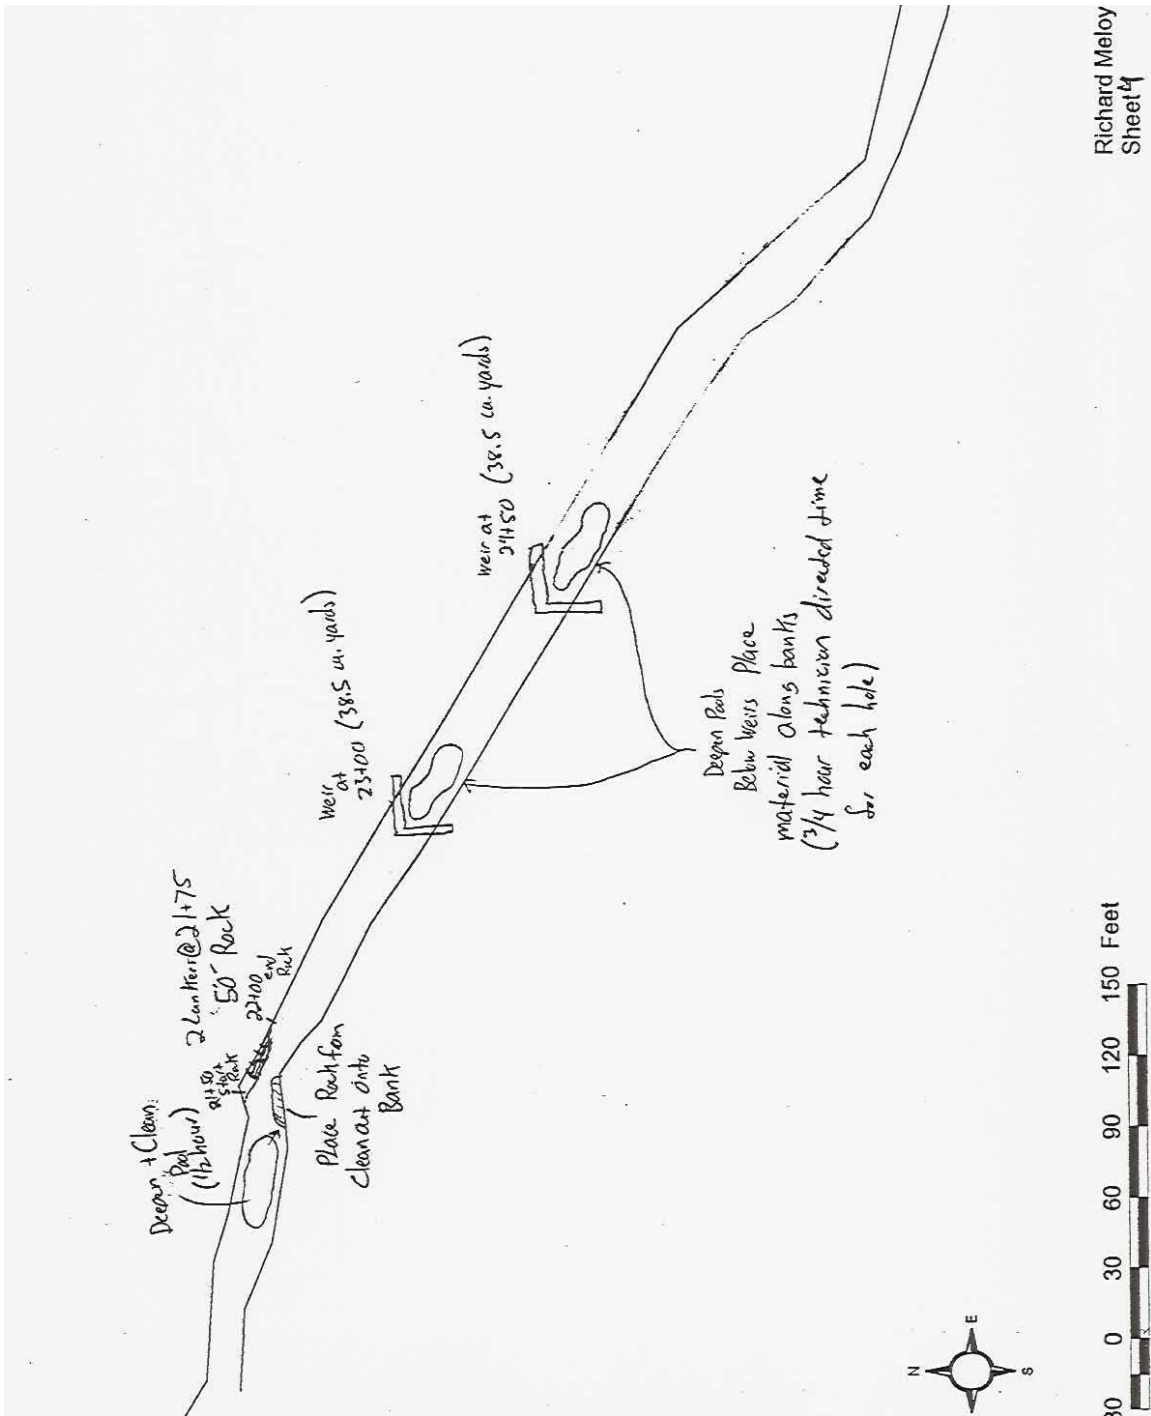 Richard Meloy
Sheet 4
Deepen + Clean
Pool
(1/2 hour)
21+50
Start
Rock
2 Lunkers @ 21+75
50' Rock
22+00
end
Rock
Place Rock from
Cleanout onto
Bank
Weir
at
23+00 (38.5 cu. yards)
Weir at
24+50 (38.5 cu. yards)
Deepen Pools
Below Weirs Place
material along banks
(3/4 hour technician directed time
for each hole)
N
E
S
30 0 30 60 90 120 150 Feet